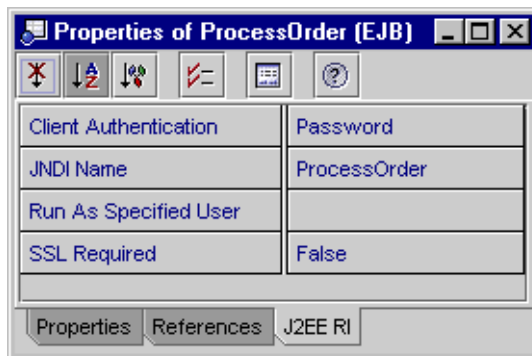 Properties of ProcessOrder (EJB)
Client Authentication Password
JNDI Name ProcessOrder
Run As Specified User
SSL Required False
Properties References J2EE RI